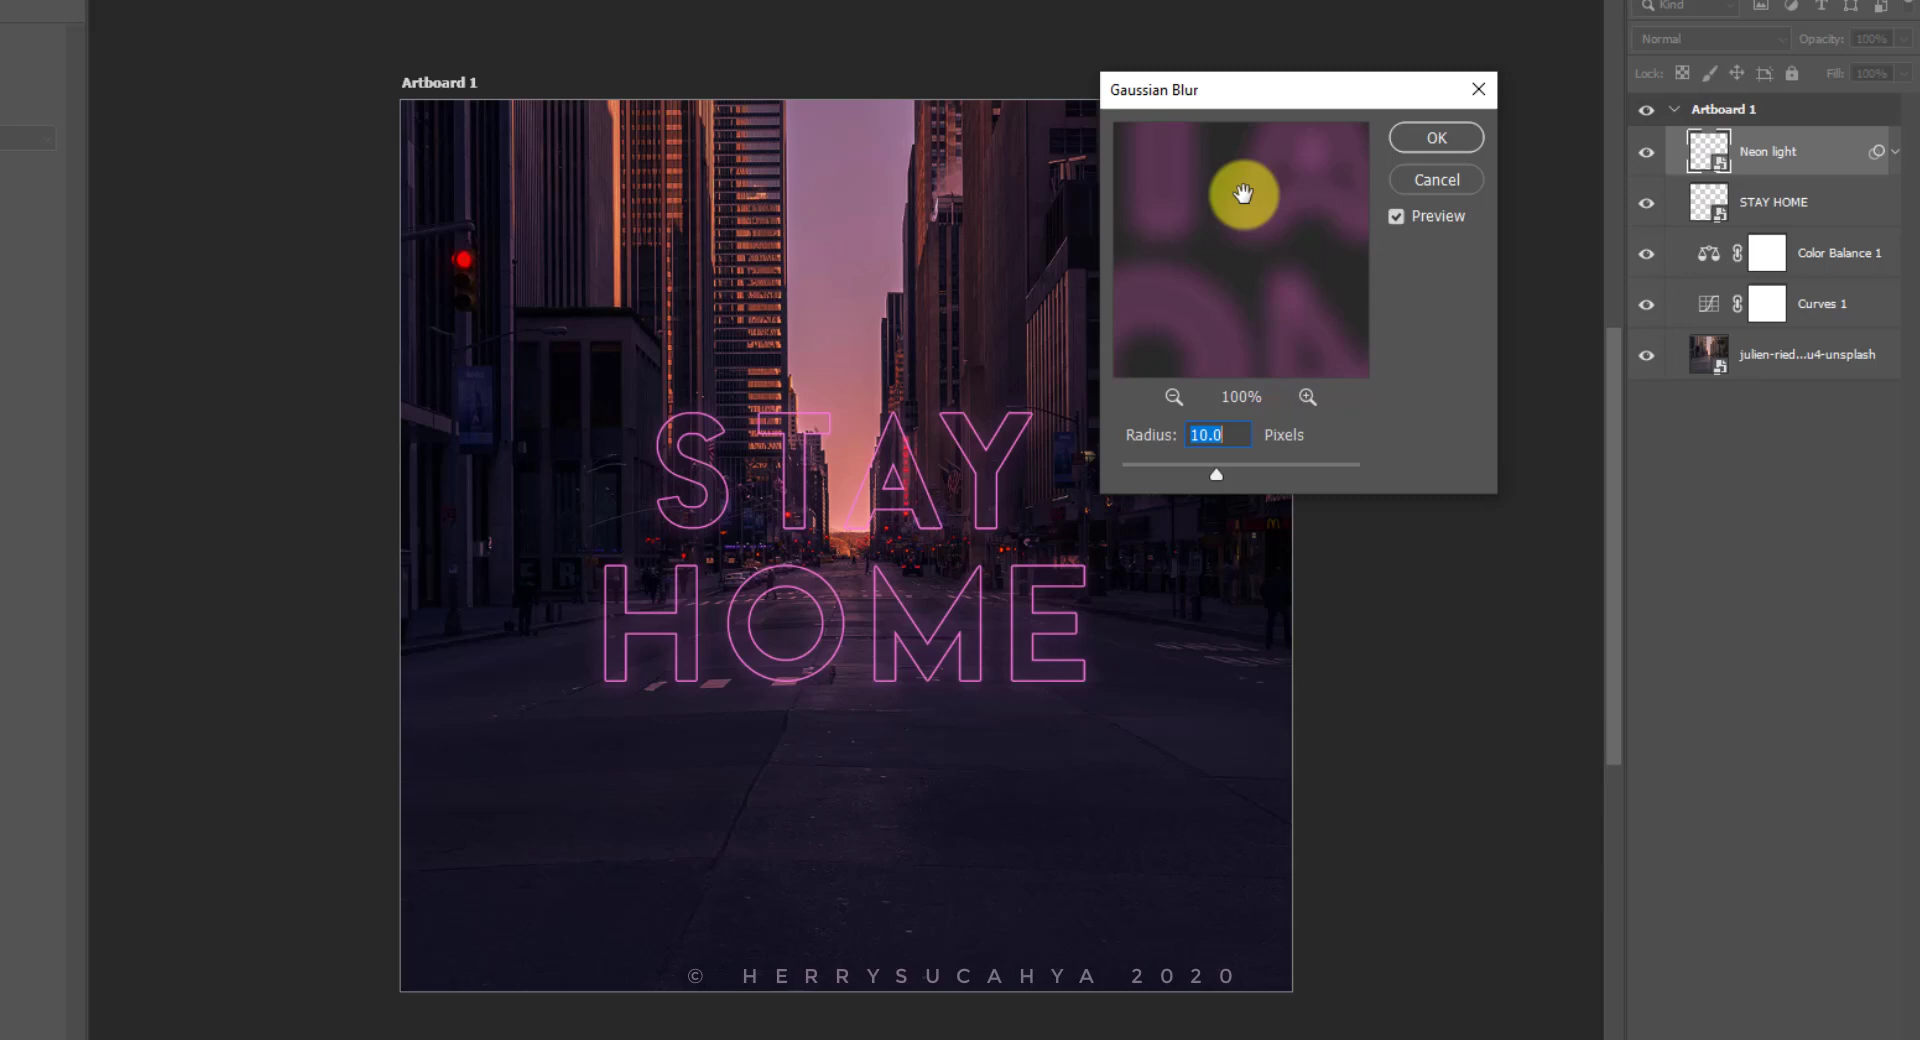 Kind
Normal
Opacity: 100%
Lock:
Fill: 100%
Artboard 1
Gaussian Blur
OK
Cancel
Preview
100%
Radius: 10.0 Pixels
Artboard 1
Neon light
STAY HOME
Color Balance 1
Curves 1
julien-ried...u4-unsplash
STAY
HOME
© HERRYSUCAHYA 2020